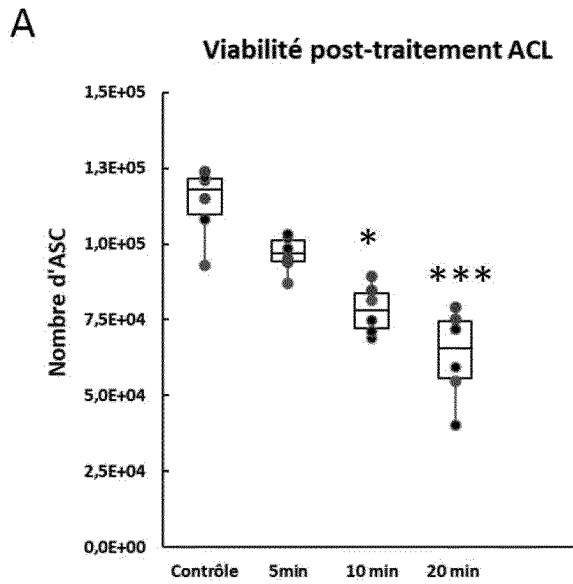 A
Viabilité post-traitement ACL
Nombre d'ASC
1,5E+05
1,3E+05
1,0E+05
7,5E+04
5,0E+04
2,5E+04
0,0E+00
*
***
Contrôle 5min 10 min 20 min